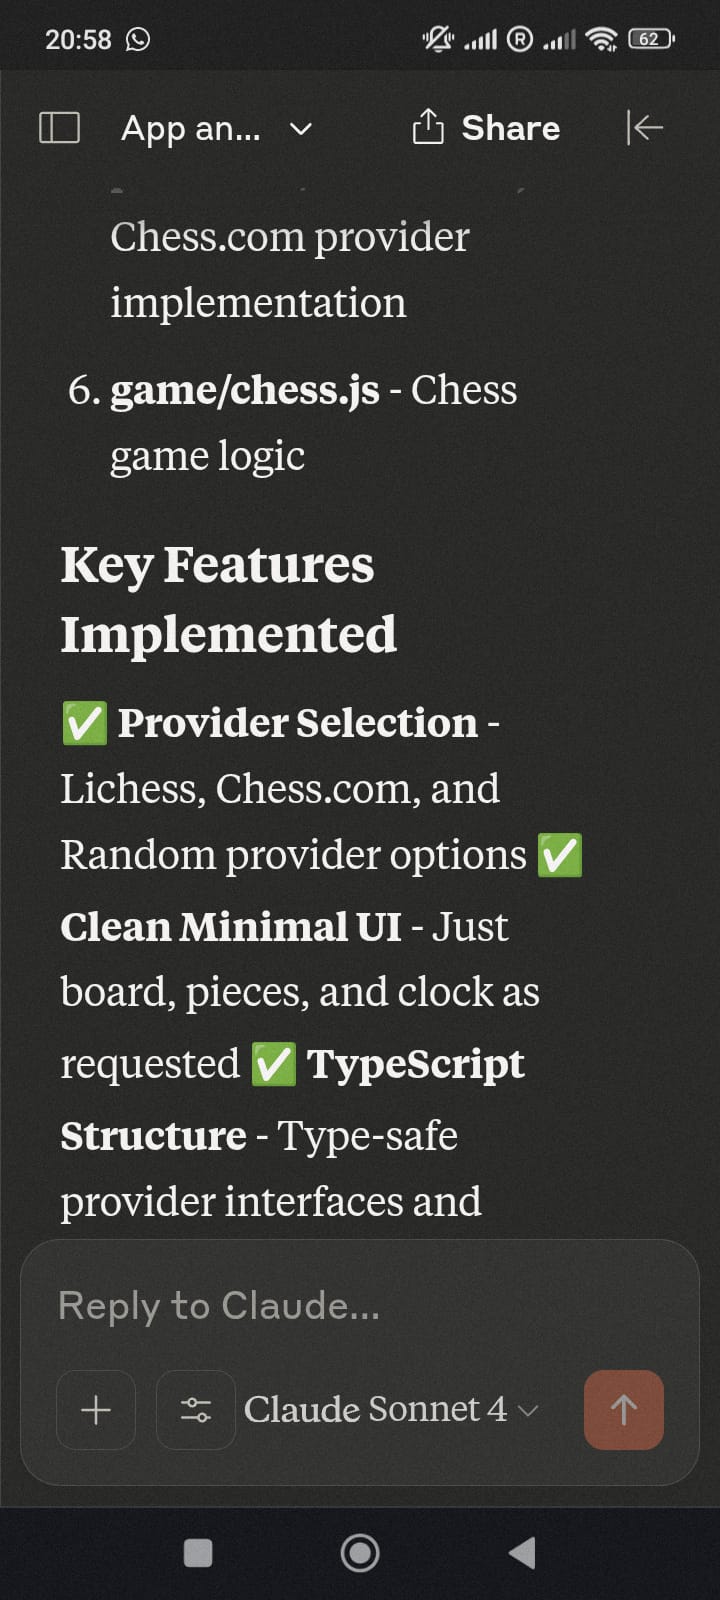 20:58
R
62
App an...
Share
Chess.com provider
implementation
6. game/chess.js - Chess
game logic
Key Features
Implemented
✅ Provider Selection -
Lichess, Chess.com, and
Random provider options ✅
Clean Minimal UI - Just
board, pieces, and clock as
requested ✅ TypeScript
Structure - Type-safe
provider interfaces and
Reply to Claude...
Claude Sonnet 4